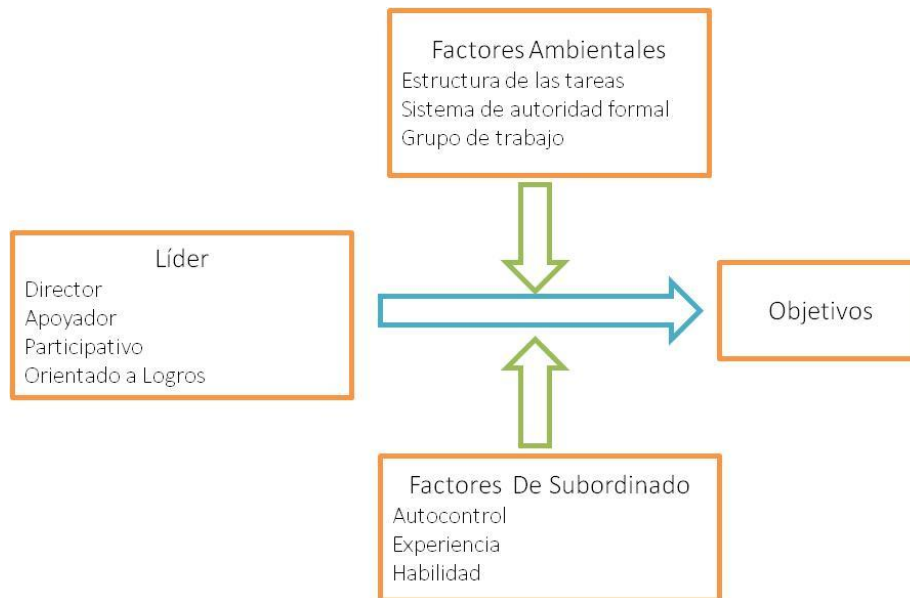 Factores Ambientales
Estructura de las tareas
Sistema de autoridad formal
Grupo de trabajo
Líder
Director
Apoyador
Participativo
Orientado a Logros
Objetivos
Factores De Subordinado
Autocontrol
Experiencia
Habilidad